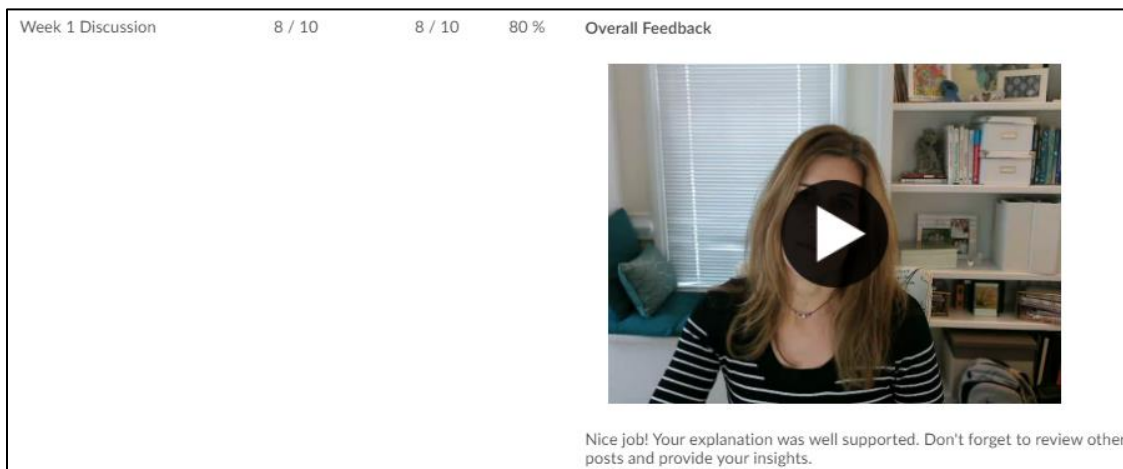 Week 1 Discussion 8 / 10 8 / 10 80 % Overall Feedback
Nice job! Your explanation was well supported. Don't forget to review other
posts and provide your insights.